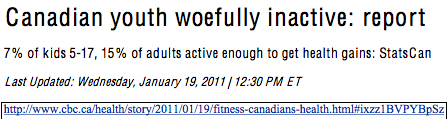 Canadian youth woefully inactive: report
7% of kids 5-17, 15% of adults active enough to get health gains: StatsCan
Last Updated: Wednesday, January 19, 2011 | 12:30 PM ET
http://www.cbc.ca/health/story/2011/01/19/fitness-canadians-health.html#ixzz1BVPYBpSz